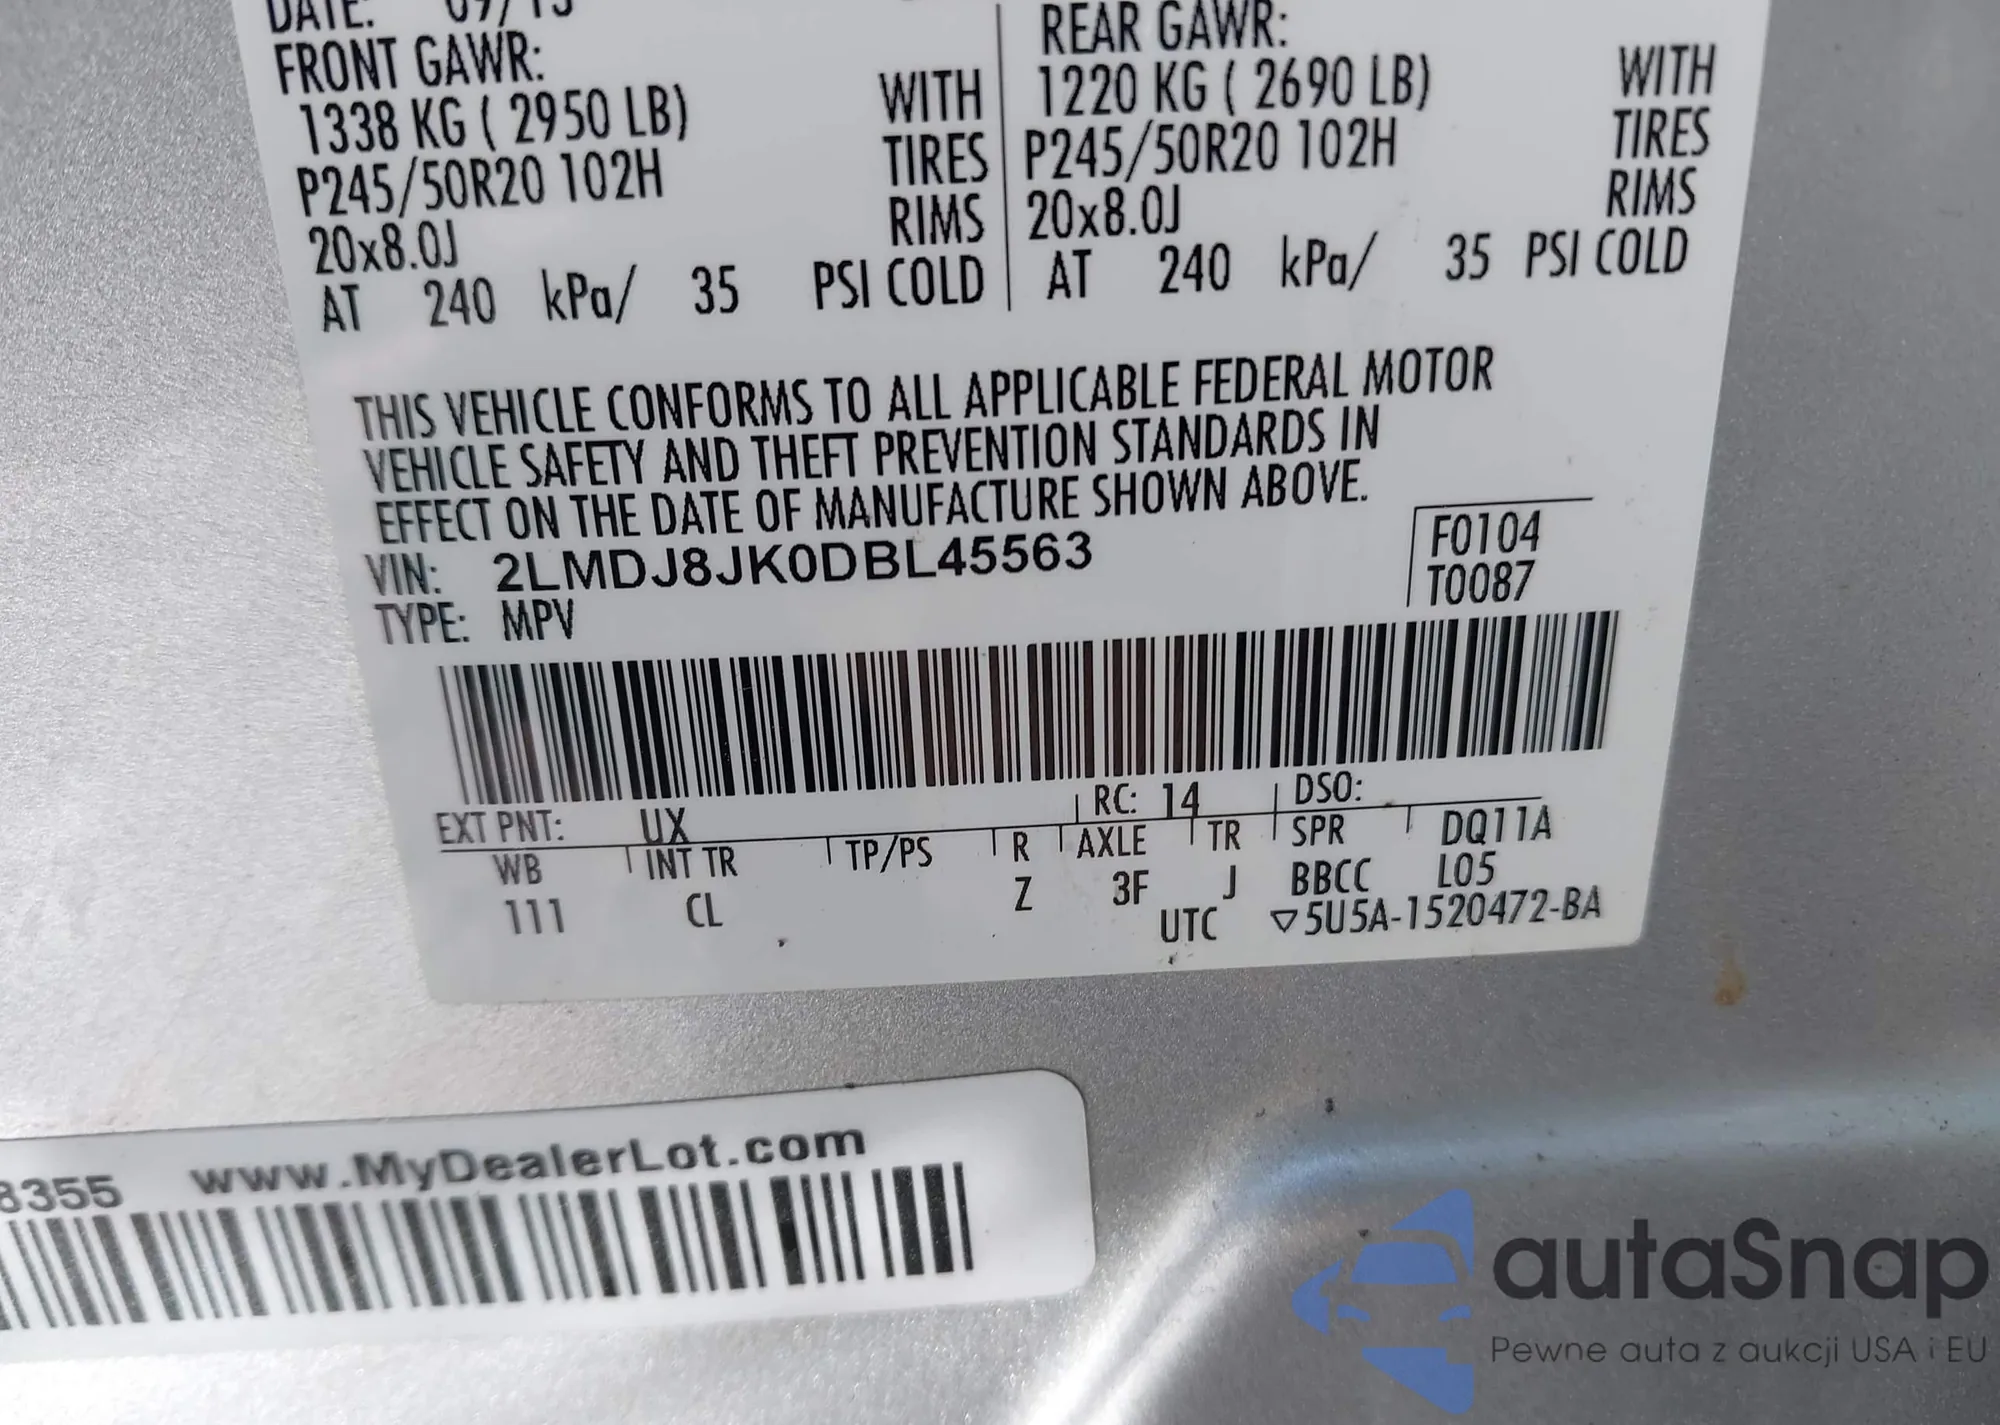 DATE: 09/13
FRONT GAWR:
1338 KG ( 2950 LB) WITH
P245/50R20 102H TIRES
20x8.0J RIMS
AT 240 kPa/ 35 PSI COLD
REAR GAWR:
1220 KG ( 2690 LB) WITH
P245/50R20 102H TIRES
20x8.0J RIMS
AT 240 kPa/ 35 PSI COLD
THIS VEHICLE CONFORMS TO ALL APPLICABLE FEDERAL MOTOR
VEHICLE SAFETY AND THEFT PREVENTION STANDARDS IN
EFFECT ON THE DATE OF MANUFACTURE SHOWN ABOVE.
VIN: 2LMDJ8JK0DBL45563
TYPE: MPV
F0104
T0087
EXT PNT: UX RC: 14 DSO:
WB INT TR TP/PS R AXLE TR SPR DQ11A
111 CL Z 3F J BBCC L05
UTC ▽5U5A-1520472-BA
8355 www.MyDealerLot.com
autaSnap
Pewne auta z aukcji USA i EU